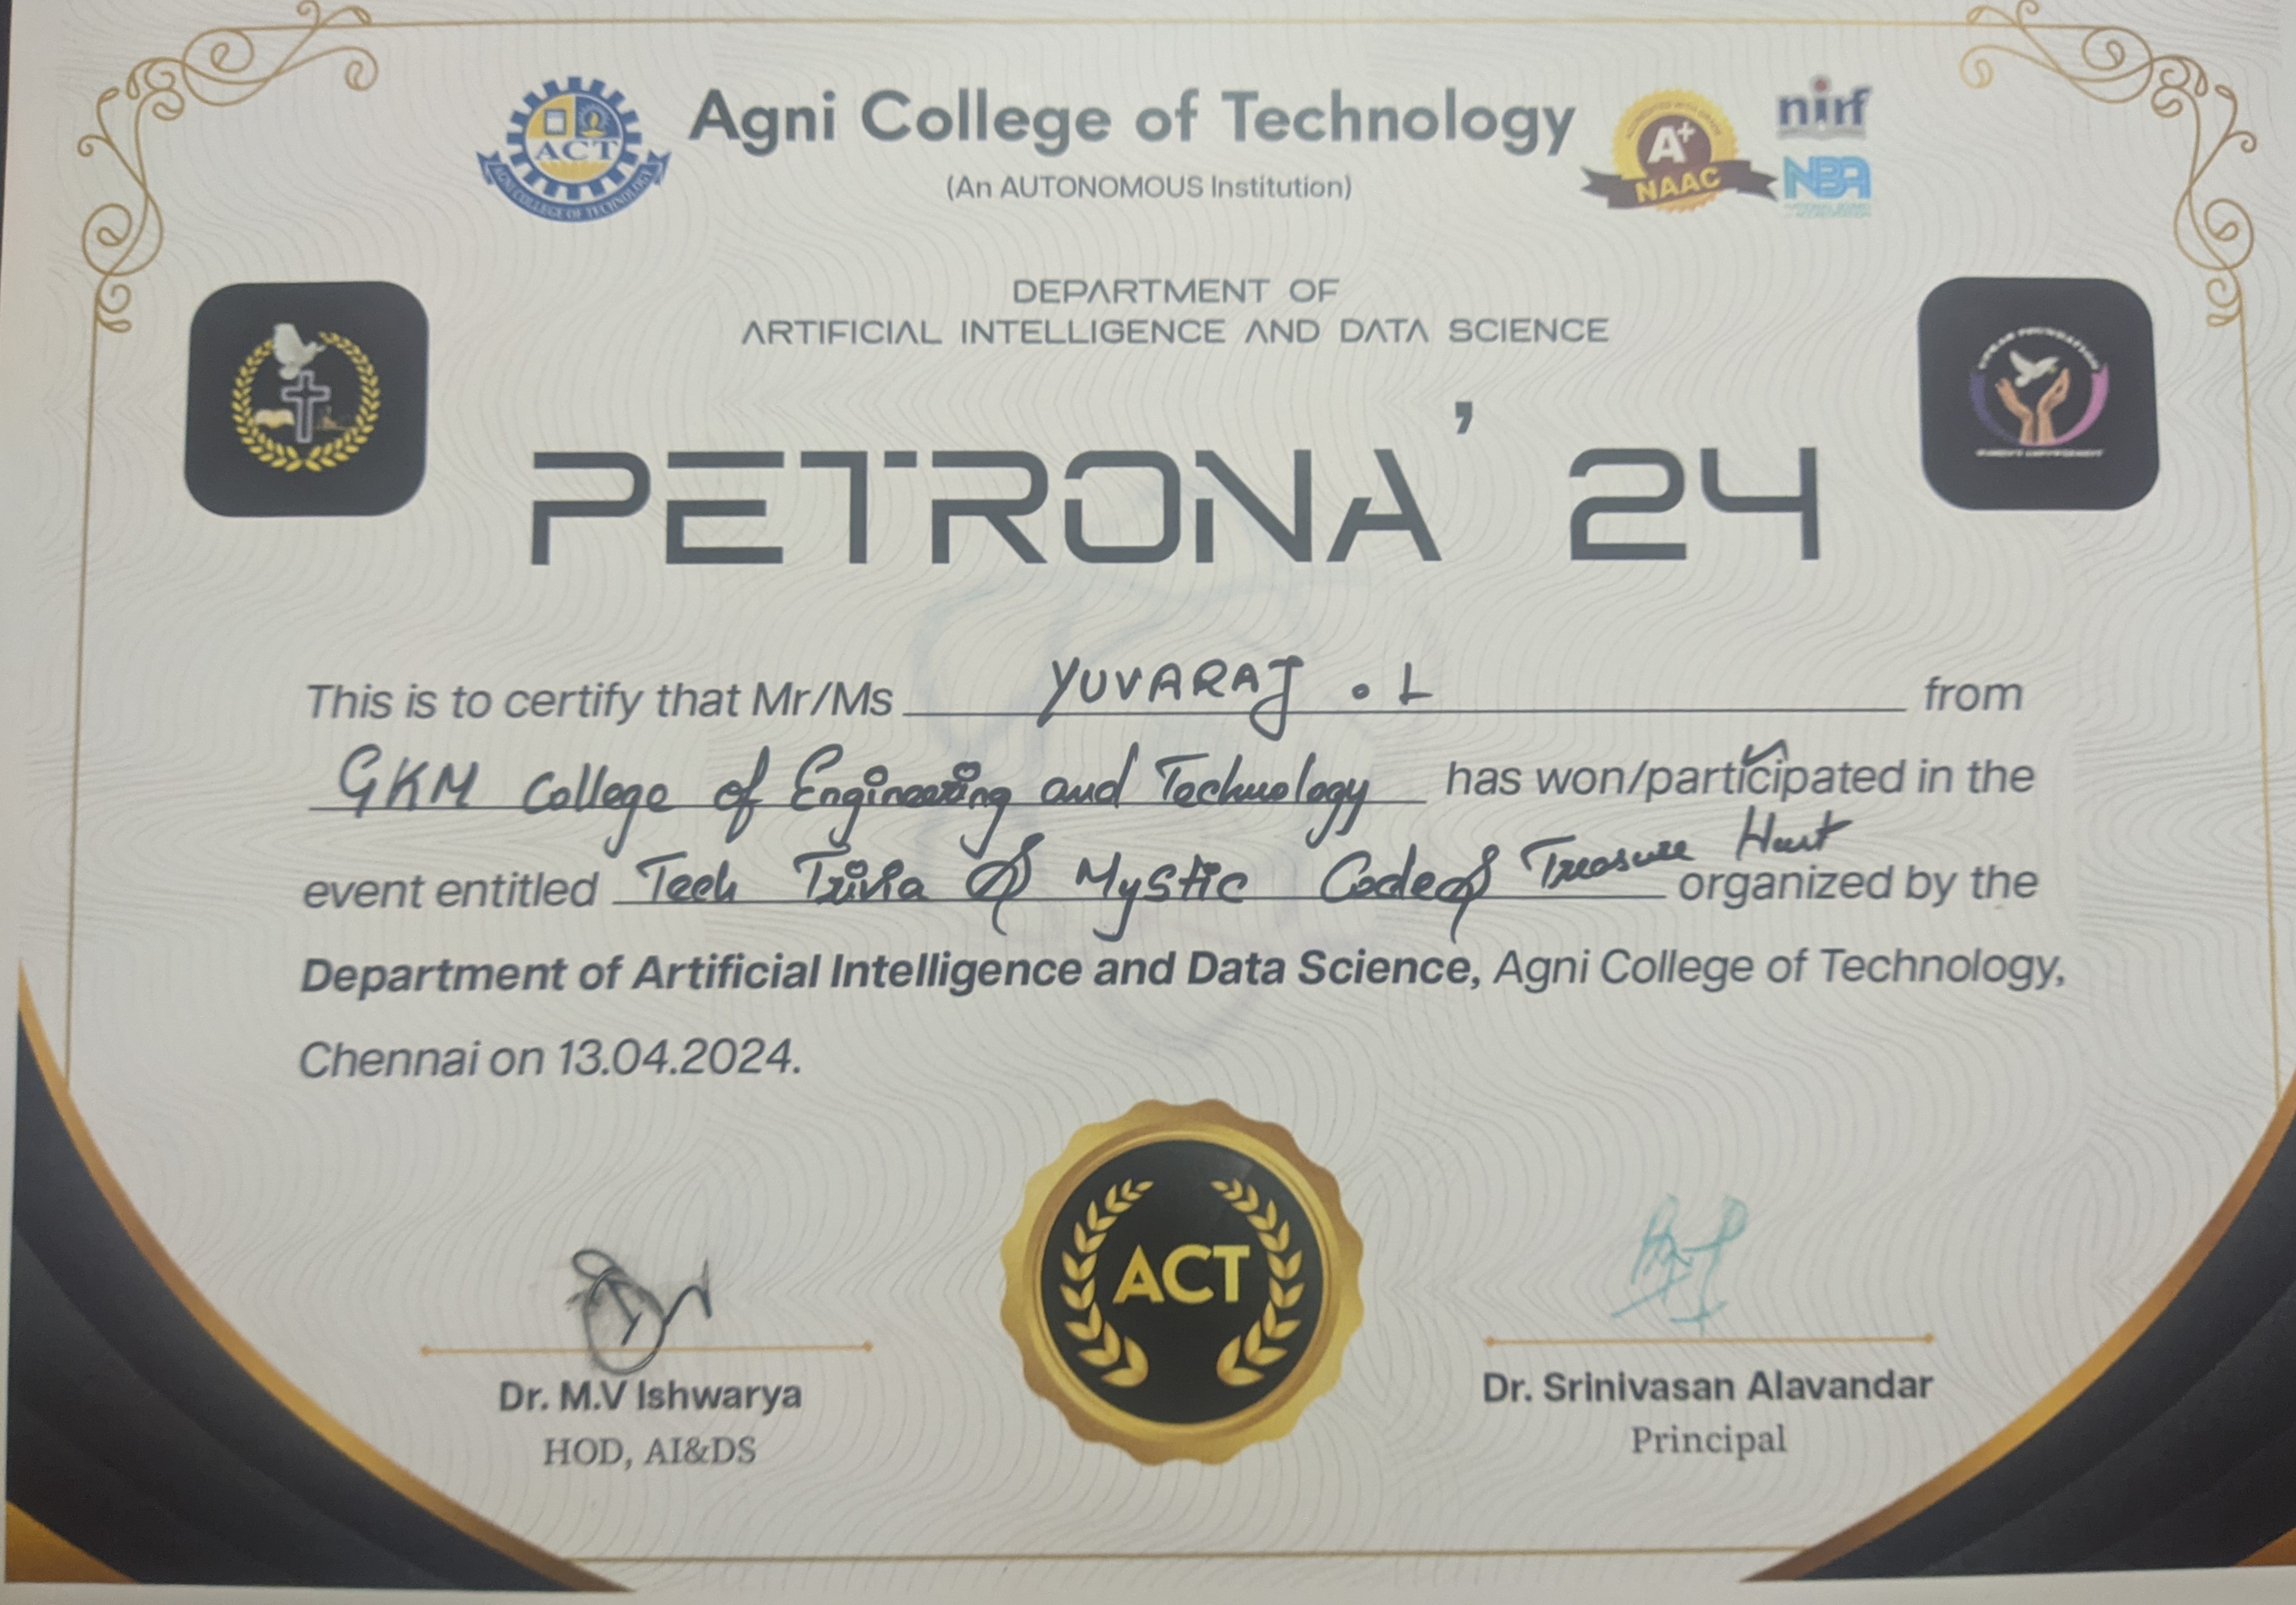 Agni College of Technology
(An AUTONOMOUS Institution)
ACT
AGNI COLLEGE OF TECHNOLOGY
A+
NAAC
nirf
NBA
DEPARTMENT OF
ARTIFICIAL INTELLIGENCE AND DATA SCIENCE
PETRONA' 24
This is to certify that Mr/Ms YUVARAJ . L from
GKM College of Engineering and Technology has won/participated in the
event entitled Tech Trivia & Mystic Code & Treasure Hunt organized by the
Department of Artificial Intelligence and Data Science, Agni College of Technology,
Chennai on 13.04.2024.
ACT
Dr. M.V Ishwarya
HOD, AI&DS
Dr. Srinivasan Alavandar
Principal